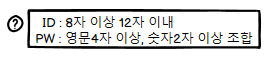 ? ID : 8자 이상 12자 이내
PW : 영문4자 이상, 숫자2자 이상 조합